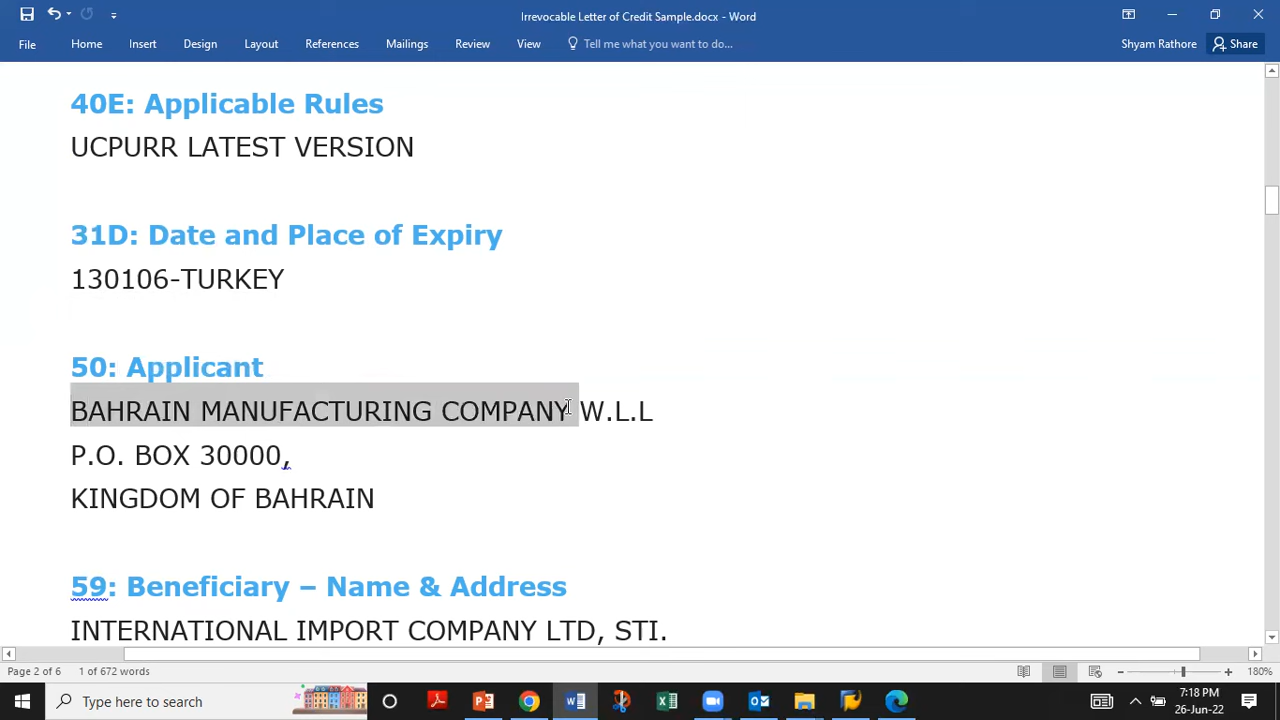 Irrevocable Letter of Credit Sample.docx - Word
File Home Insert Design Layout References Mailings Review View Tell me what you want to do... Shyam Rathore Share
40E: Applicable Rules
UCPURR LATEST VERSION
31D: Date and Place of Expiry
130106-TURKEY
50: Applicant
BAHRAIN MANUFACTURING COMPANY W.L.L
P.O. BOX 30000,
KINGDOM OF BAHRAIN
59: Beneficiary – Name & Address
INTERNATIONAL IMPORT COMPANY LTD, STI.
Page 2 of 6 1 of 672 words 180%
Type here to search 7:18 PM
26-Jun-22